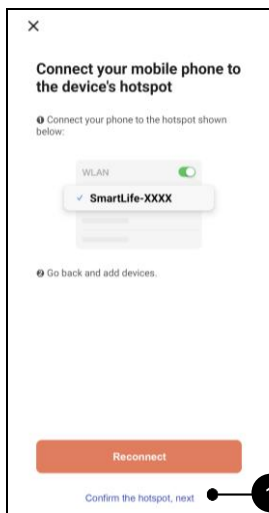 Connect your mobile phone to
the device's hotspot
❶ Connect your phone to the hotspot shown
below:
WLAN
✓ SmartLife-XXXX
❷ Go back and add devices.
Reconnect
Confirm the hotspot, next